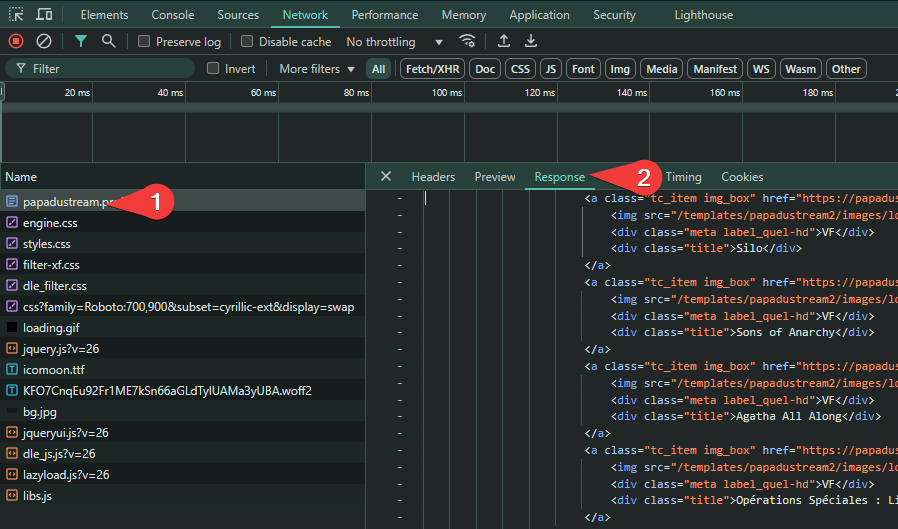 Elements Console Sources Network Performance Memory Application Security Lighthouse
Preserve log Disable cache No throttling
Filter Invert More filters All Fetch/XHR Doc CSS JS Font Img Media Manifest WS Wasm Other
20 ms 40 ms 60 ms 80 ms 100 ms 120 ms 140 ms 160 ms 180 ms
Name
Headers Preview Response 2 Timing Cookies
papadustream. 1
engine.css
styles.css
filter-xf.css
dle_filter.css
css?family=Roboto:700,900&subset=cyrillic-ext&display=swap
loading.gif
jquery.js?v=26
icomoon.ttf
KFO7CnqEu92Fr1ME7kSn66aGLdTylUAMa3yUBA.woff2
bg.jpg
jqueryui.js?v=26
dle_js.js?v=26
lazyload.js?v=26
libs.js
- <a class="tc_item img_box" href="https://papadus
- <img src="/templates/papadustream2/images/lo
- <div class="meta label_quel-hd">VF</div>
- <div class="title">Silo</div>
- </a>
- <a class="tc_item img_box" href="https://papadus
- <img src="/templates/papadustream2/images/lo
- <div class="meta label_quel-hd">VF</div>
- <div class="title">Sons of Anarchy</div>
- </a>
- <a class="tc_item img_box" href="https://papadus
- <img src="/templates/papadustream2/images/lo
- <div class="meta label_quel-hd">VF</div>
- <div class="title">Agatha All Along</div>
- </a>
- <a class="tc_item img_box" href="https://papadus
- <img src="/templates/papadustream2/images/lo
- <div class="meta label_quel-hd">VF</div>
- <div class="title">Opérations Spéciales : Li
- </a>